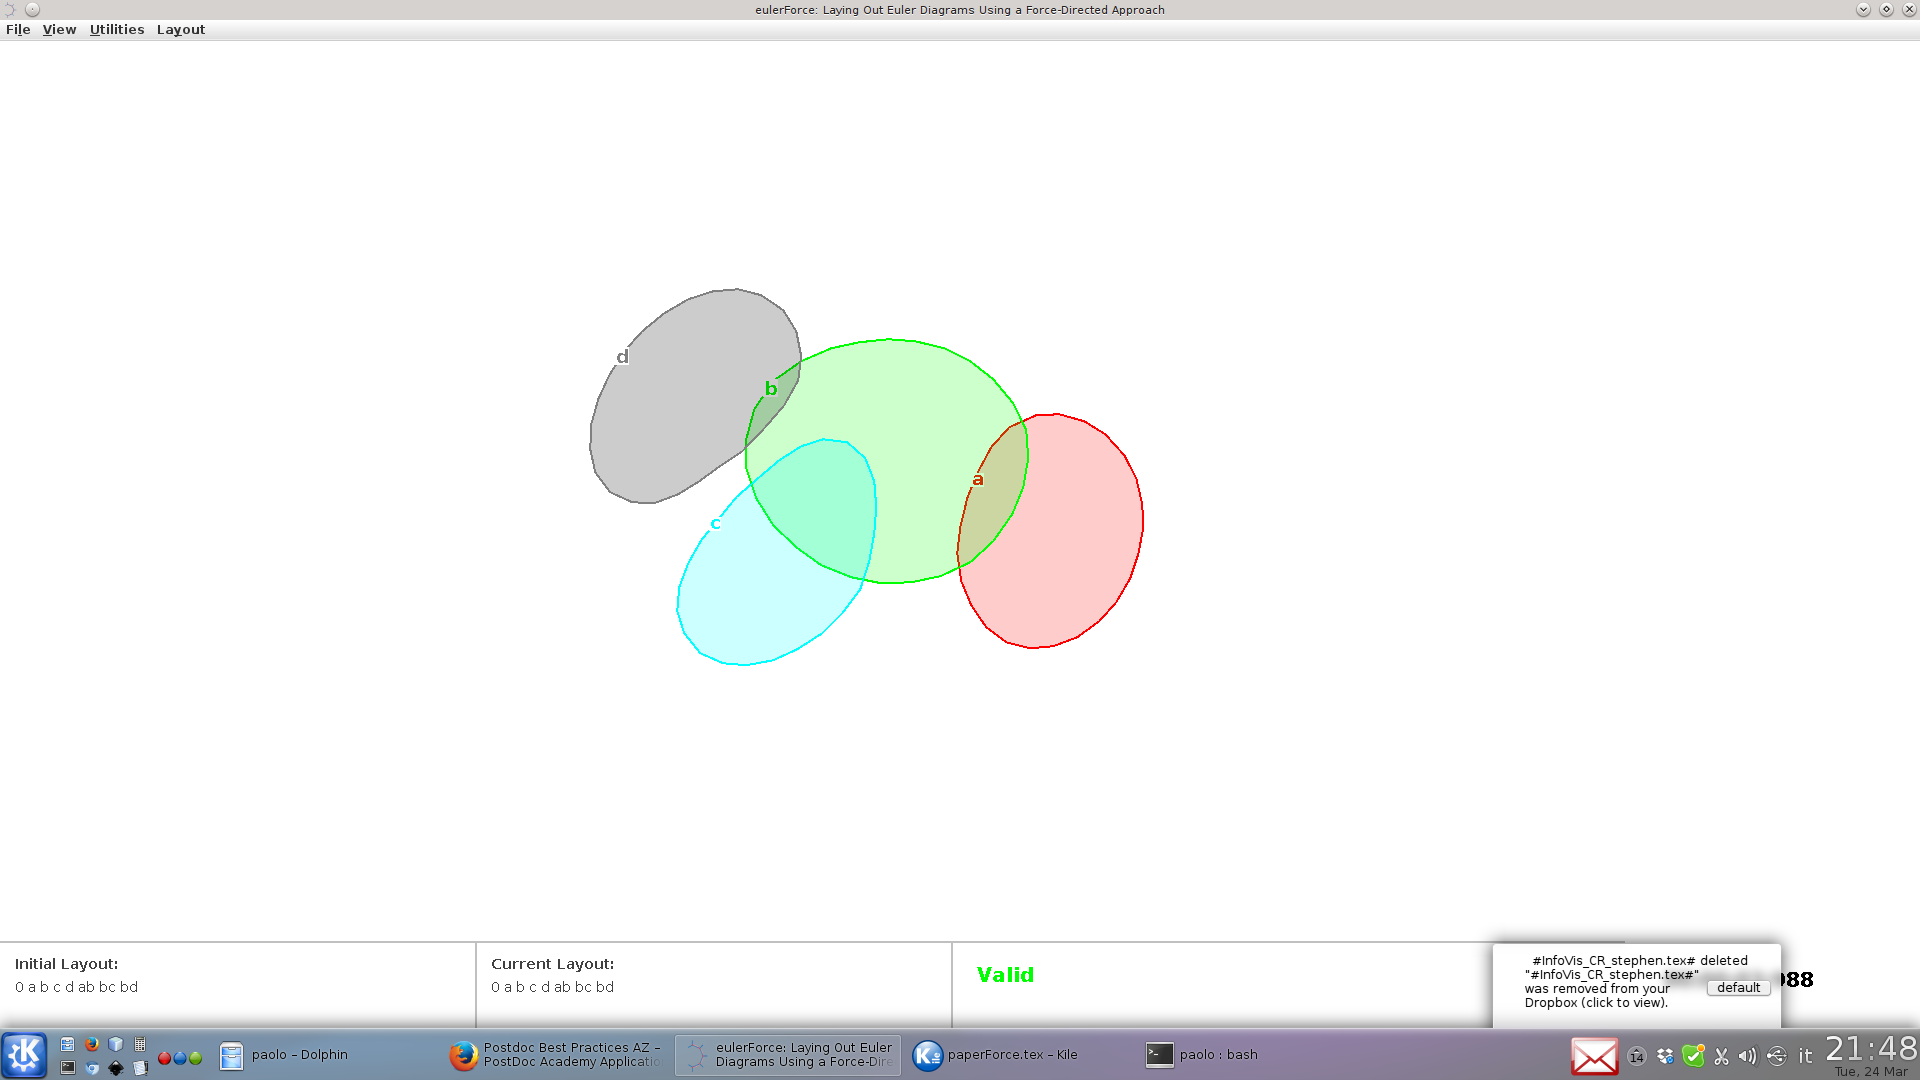 eulerForce: Laying Out Euler Diagrams Using a Force-Directed Approach
File View Utilities Layout
d
b
a
c
Initial Layout:
0 a b c d ab bc bd
Current Layout:
0 a b c d ab bc bd
Valid
#InfoVis_CR_stephen.tex# deleted
"#InfoVis_CR_stephen.tex#"
was removed from your
Dropbox (click to view).
default
088
paolo – Dolphin
Postdoc Best Practices AZ –
PostDoc Academy Applicatio
eulerForce: Laying Out Euler
Diagrams Using a Force-Dire
paperForce.tex – Kile
paolo : bash
14
it
21:48
Tue, 24 Mar